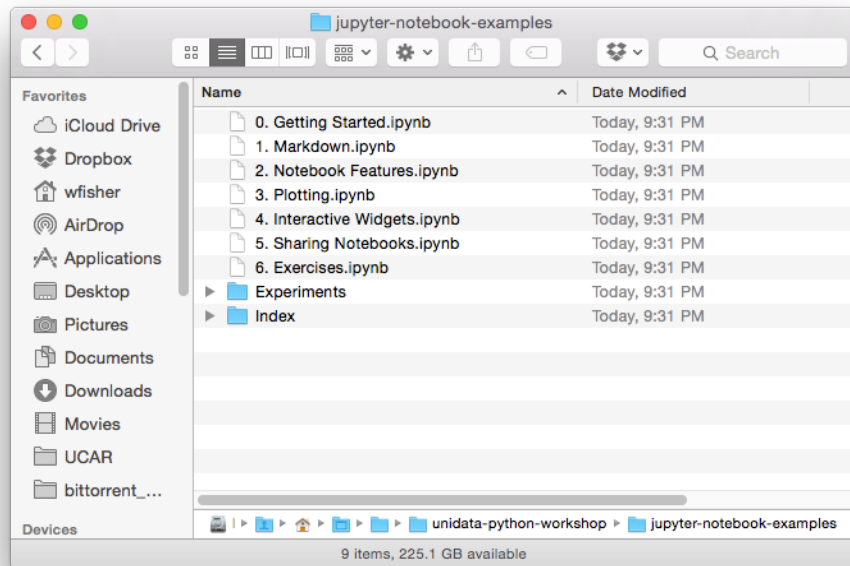 jupyter-notebook-examples
Search
Favorites
iCloud Drive
Dropbox
wfisher
AirDrop
Applications
Desktop
Pictures
Documents
Downloads
Movies
UCAR
bittorrent_...
Devices
Name Date Modified
0. Getting Started.ipynb Today, 9:31 PM
1. Markdown.ipynb Today, 9:31 PM
2. Notebook Features.ipynb Today, 9:31 PM
3. Plotting.ipynb Today, 9:31 PM
4. Interactive Widgets.ipynb Today, 9:31 PM
5. Sharing Notebooks.ipynb Today, 9:31 PM
6. Exercises.ipynb Today, 9:31 PM
Experiments Today, 9:31 PM
Index Today, 9:31 PM
unidata-python-workshop jupyter-notebook-examples
9 items, 225.1 GB available